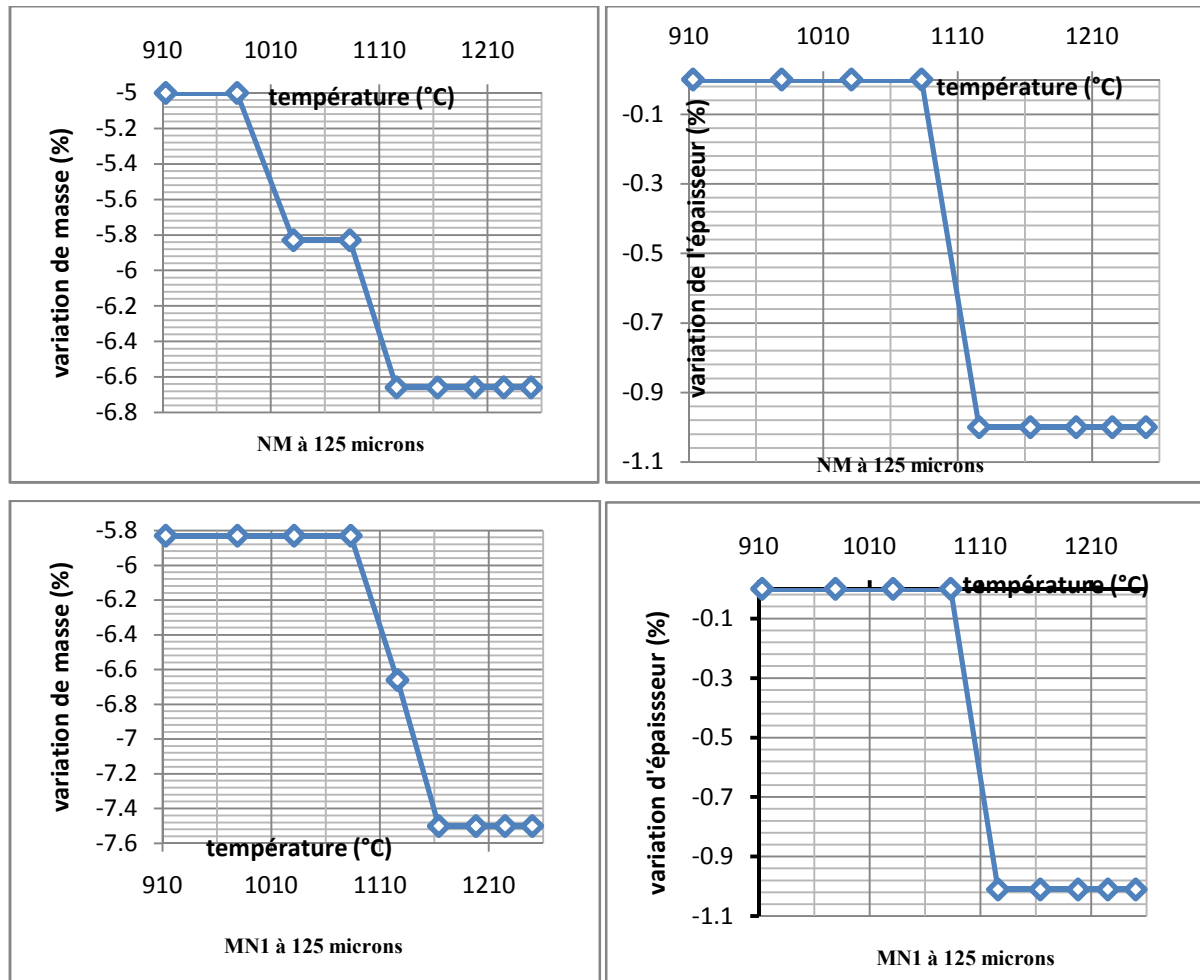 910 1010 1110 1210
température (°C)
variation de masse (%)
-5
-5.2
-5.4
-5.6
-5.8
-6
-6.2
-6.4
-6.6
-6.8
NM à 125 microns
910 1010 1110 1210
température (°C)
variation de l'épaisseur (%)
-0.1
-0.3
-0.5
-0.7
-0.9
-1.1
NM à 125 microns
variation de masse (%)
-5.8
-6
-6.2
-6.4
-6.6
-6.8
-7
-7.2
-7.4
-7.6
température (°C)
910 1010 1110 1210
MN1 à 125 microns
910 1010 1110 1210
température (°C)
variation d'épaissseur (%)
-0.1
-0.3
-0.5
-0.7
-0.9
-1.1
MN1 à 125 microns